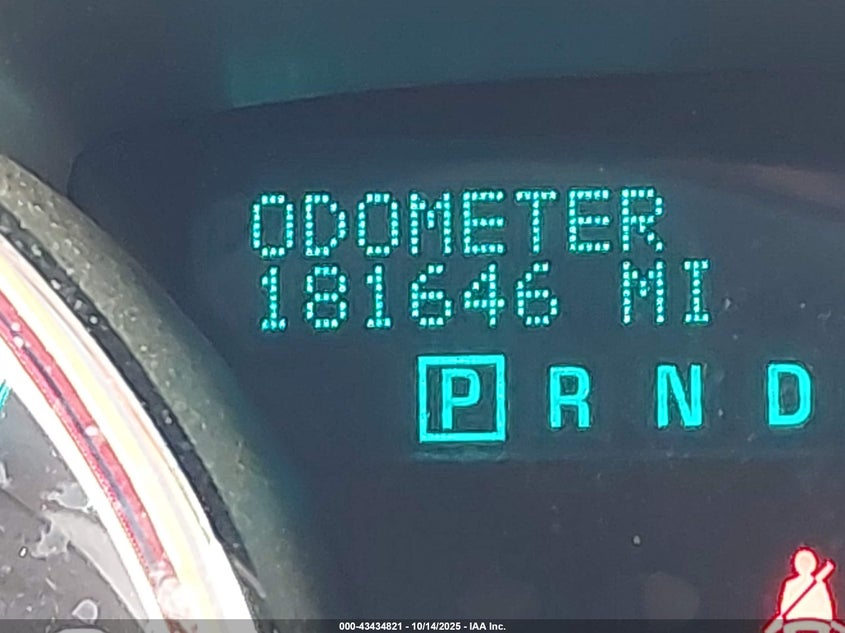 ODOMETER
181646 MI
P R N D
000-43434821 - 10/14/2025 - IAA Inc.